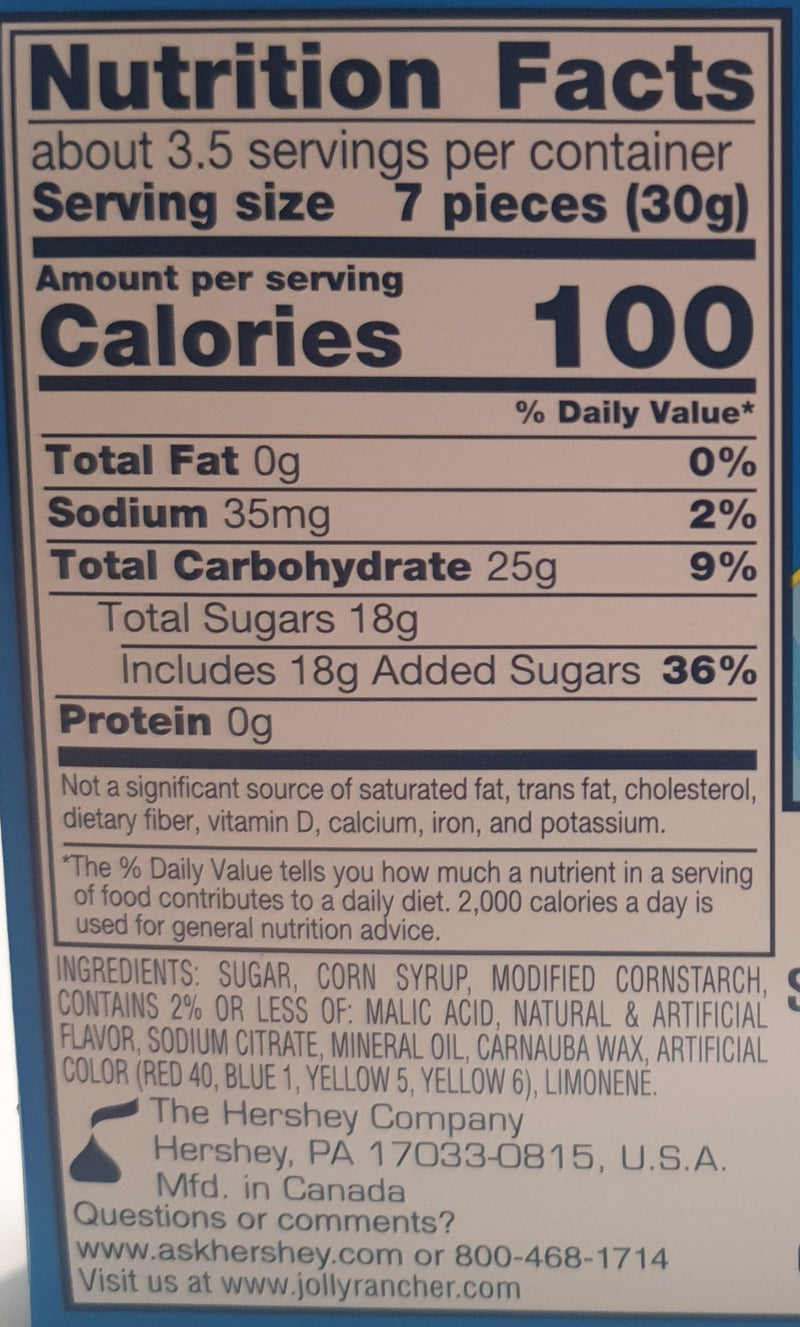 Nutrition Facts
about 3.5 servings per container
Serving size 7 pieces (30g)
Amount per serving
Calories 100
% Daily Value*
Total Fat 0g 0%
Sodium 35mg 2%
Total Carbohydrate 25g 9%
Total Sugars 18g
Includes 18g Added Sugars 36%
Protein 0g
Not a significant source of saturated fat, trans fat, cholesterol,
dietary fiber, vitamin D, calcium, iron, and potassium.
*The % Daily Value tells you how much a nutrient in a serving
of food contributes to a daily diet. 2,000 calories a day is
used for general nutrition advice.
INGREDIENTS: SUGAR, CORN SYRUP, MODIFIED CORNSTARCH,
CONTAINS 2% OR LESS OF: MALIC ACID, NATURAL & ARTIFICIAL
FLAVOR, SODIUM CITRATE, MINERAL OIL, CARNAUBA WAX, ARTIFICIAL
COLOR (RED 40, BLUE 1, YELLOW 5, YELLOW 6), LIMONENE.
The Hershey Company
Hershey, PA 17033-0815, U.S.A.
Mfd. in Canada
Questions or comments?
www.askhershey.com or 800-468-1714
Visit us at www.jollyrancher.com